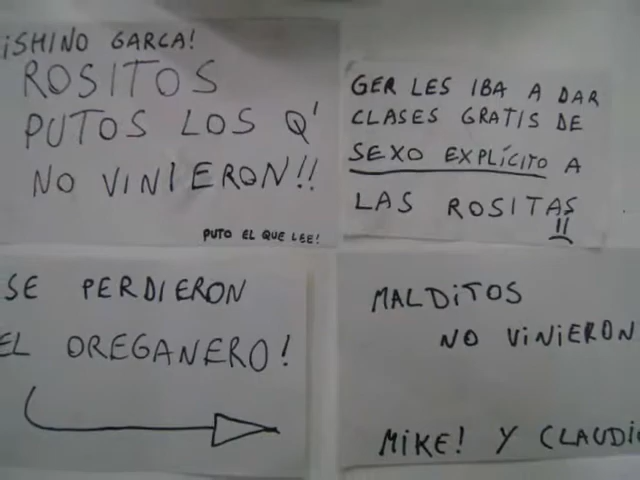 ¡SHINO GARCA!
ROSITOS
PUTOS LOS Q'
NO VINIERON!!
PUTO EL QUE LEE!
GER LES IBA A DAR
CLASES GRATIS DE
SEXO EXPLÍCITO A
LAS ROSITAS
SE PERDIERON
EL OREGANERO!
MALDITOS
NO VINIERON
MIKE! Y CLAUDIO